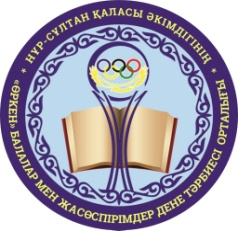 НҰР-СҰЛТАН ҚАЛАСЫ ӘКІМДІГІНІҢ
«ӨРКЕН» БАЛАЛАР МЕН ЖАСӨСПІРІМДЕР ДЕНЕ ТӘРБИЕСІ ОРТАЛЫҒЫ